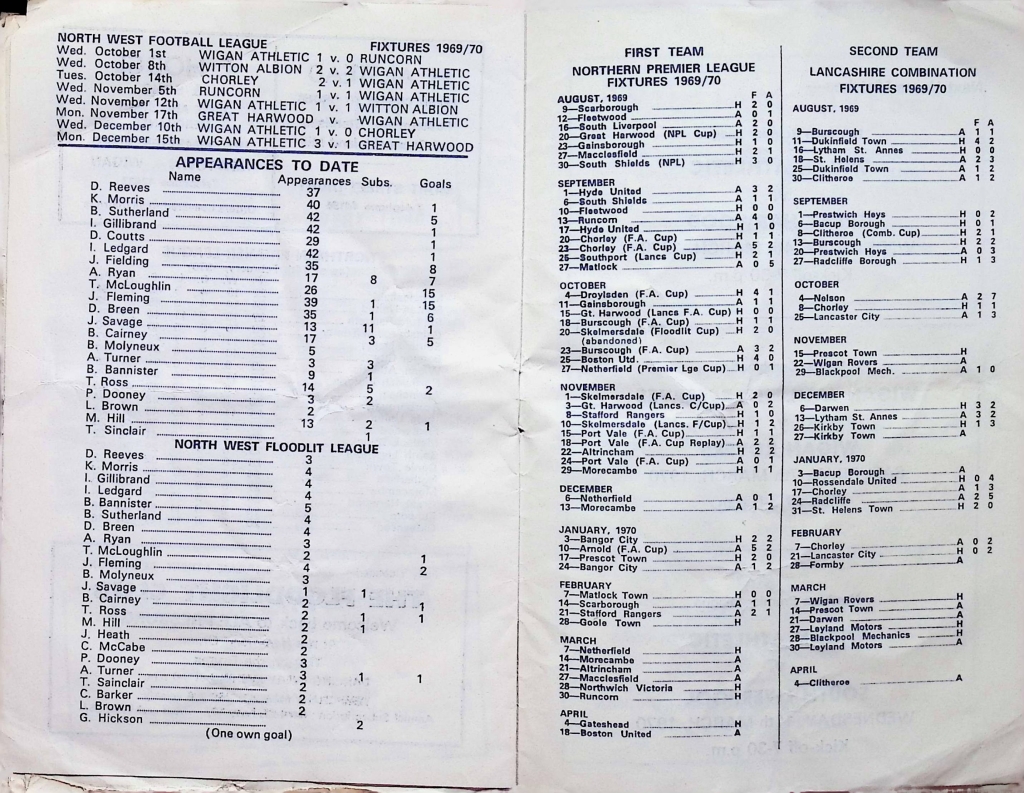 NORTH WEST FOOTBALL LEAGUE FIXTURES 1969/70
Wed. October 1st WIGAN ATHLETIC 1 v. 0 RUNCORN
Wed. October 8th WITTON ALBION 2 v. 2 WIGAN ATHLETIC
Tues. October 14th CHORLEY 2 v. 1 WIGAN ATHLETIC
Wed. November 5th RUNCORN 1 v. 1 WIGAN ATHLETIC
Wed. November 12th WIGAN ATHLETIC 1 v. 1 WITTON ALBION
Mon. November 17th GREAT HARWOOD v. WIGAN ATHLETIC
Wed. December 10th WIGAN ATHLETIC 1 v. 0 CHORLEY
Mon. December 15th WIGAN ATHLETIC 3 v. 1 GREAT HARWOOD
APPEARANCES TO DATE
Name Appearances Subs. Goals
D. Reeves 37
K. Morris 40 1
B. Sutherland 42 5
I. Gillibrand 42 1
D. Coutts 29 1
I. Ledgard 42 1
J. Fielding 35 8
A. Ryan 17 8 7
T. McLoughlin 26 15
J. Fleming 39 1 15
D. Breen 35 1 6
J. Savage 13 11 1
B. Cairney 17 3 5
B. Molyneux 5
A. Turner 3 3
B. Bannister 9 1
T. Ross 14 5 2
P. Dooney 3 2
L. Brown 2
M. Hill 13 2 1
T. Sinclair 1
NORTH WEST FLOODLIT LEAGUE
D. Reeves 3
K. Morris 4
I. Gillibrand 4
I. Ledgard 4
B. Bannister 5
B. Sutherland 4
D. Breen 4
A. Ryan 3
T. McLoughlin 2 1
J. Fleming 4 2
B. Molyneux 3
J. Savage 1 1
B. Cairney 2 1 1
T. Ross 2 1 1
M. Hill 2 1
J. Heath 2
C. McCabe 2
P. Dooney 2
A. Turner 3 1 1
T. Sainclair 2
C. Barker 2
L. Brown 2
G. Hickson 2
(One own goal)
FIRST TEAM
NORTHERN PREMIER LEAGUE
FIXTURES 1969/70
AUGUST, 1969 F A
9—Scarborough H 2 0
12—Fleetwood A 0 1
16—South Liverpool A 2 0
20—Great Harwood (NPL Cup) H 2 0
23—Gainsborough H 1 0
27—Macclesfield H 2 1
30—South Shields (NPL) H 3 0
SEPTEMBER
1—Hyde United A 3 2
6—South Shields A 1 1
10—Fleetwood H 0 0
13—Runcorn A 4 0
17—Hyde United H 1 0
20—Chorley (F.A. Cup) H 1 1
23—Chorley (F.A. Cup) A 5 2
25—Southport (Lancs Cup) H 2 1
27—Matlock A 0 5
OCTOBER
4—Droylsden (F.A. Cup) H 4 1
11—Gainsborough A 1 1
15—Gt. Harwood (Lancs F.A. Cup) H 0 0
18—Burscough (F.A. Cup) H 1 1
20—Skelmersdale (Floodlit Cup) H 2 0
(abandoned)
23—Burscough (F.A. Cup) A 3 2
25—Boston Utd. H 4 0
27—Netherfield (Premier Lge Cup) H 0 1
NOVEMBER
1—Skelmersdale (F.A. Cup) H 2 0
3—Gt. Harwood (Lancs. C/Cup) A 0 2
8—Stafford Rangers H 1 0
10—Skelmersdale (Lancs. F/Cup) H 1 2
15—Port Vale (F.A. Cup) H 1 1
18—Port Vale (F.A. Cup Replay) A 2 2
22—Altrincham H 2 2
24—Port Vale (F.A. Cup) A 0 1
29—Morecambe H 1 1
DECEMBER
6—Netherfield A 0 1
13—Morecambe A 1 2
JANUARY, 1970
3—Bangor City H 2 2
10—Arnold (F.A. Cup) A 5 2
17—Prescot Town H 2 0
24—Bangor City A 1 2
FEBRUARY
7—Matlock Town H 0 0
14—Scarborough A 1 1
21—Stafford Rangers A 2 1
28—Goole Town H
MARCH
7—Netherfield H
14—Morecambe A
21—Altrincham A
27—Macclesfield A
28—Northwich Victoria H
30—Runcorn H
APRIL
4—Gateshead H
18—Boston United A
SECOND TEAM
LANCASHIRE COMBINATION
FIXTURES 1969/70
AUGUST, 1969
F A
9—Burscough A 1 1
11—Dukinfield Town H 4 2
16—Lytham St. Annes H 0 0
18—St. Helens A 2 3
25—Dukinfield Town A 1 2
30—Clitheroe A 1 2
SEPTEMBER
1—Prestwich Heys H 0 2
6—Bacup Borough H 0 1
8—Clitheroe (Comb. Cup) H 2 1
13—Burscough H 2 2
20—Prestwich Heys A 0 3
27—Radcliffe Borough H 1 3
OCTOBER
4—Nelson A 2 7
8—Chorley H 1 1
25—Lancaster City A 1 3
NOVEMBER
15—Prescot Town H
22—Wigan Rovers A
29—Blackpool Mech. A 1 0
DECEMBER
6—Darwen H 3 2
13—Lytham St. Annes A 3 2
26—Kirkby Town H 1 3
27—Kirkby Town A
JANUARY, 1970
3—Bacup Borough A
10—Rossendale United H 0 4
17—Chorley A 1 3
24—Radcliffe A 2 5
31—St. Helens Town H 2 0
FEBRUARY
7—Chorley A 0 2
21—Lancaster City H 0 2
28—Formby A
MARCH
7—Wigan Rovers H
14—Prescot Town A
21—Darwen A
27—Leyland Motors H
28—Blackpool Mechanics H
30—Leyland Motors A
APRIL
4—Clitheroe A